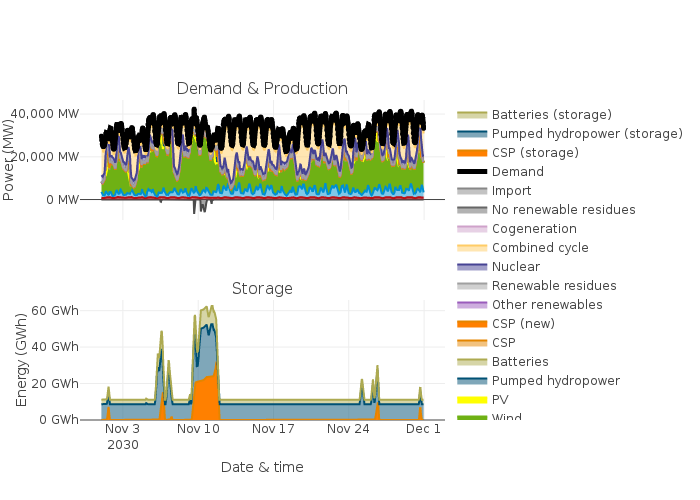 Demand & Production
40,000 MW
20,000 MW
0 MW
Power (MW)
Storage
60 GWh
40 GWh
20 GWh
0 GWh
Energy (GWh)
Nov 3
2030
Nov 10
Nov 17
Nov 24
Dec 1
Date & time
Batteries (storage)
Pumped hydropower (storage)
CSP (storage)
Demand
Import
No renewable residues
Cogeneration
Combined cycle
Nuclear
Renewable residues
Other renewables
CSP (new)
CSP
Batteries
Pumped hydropower
PV
Wind